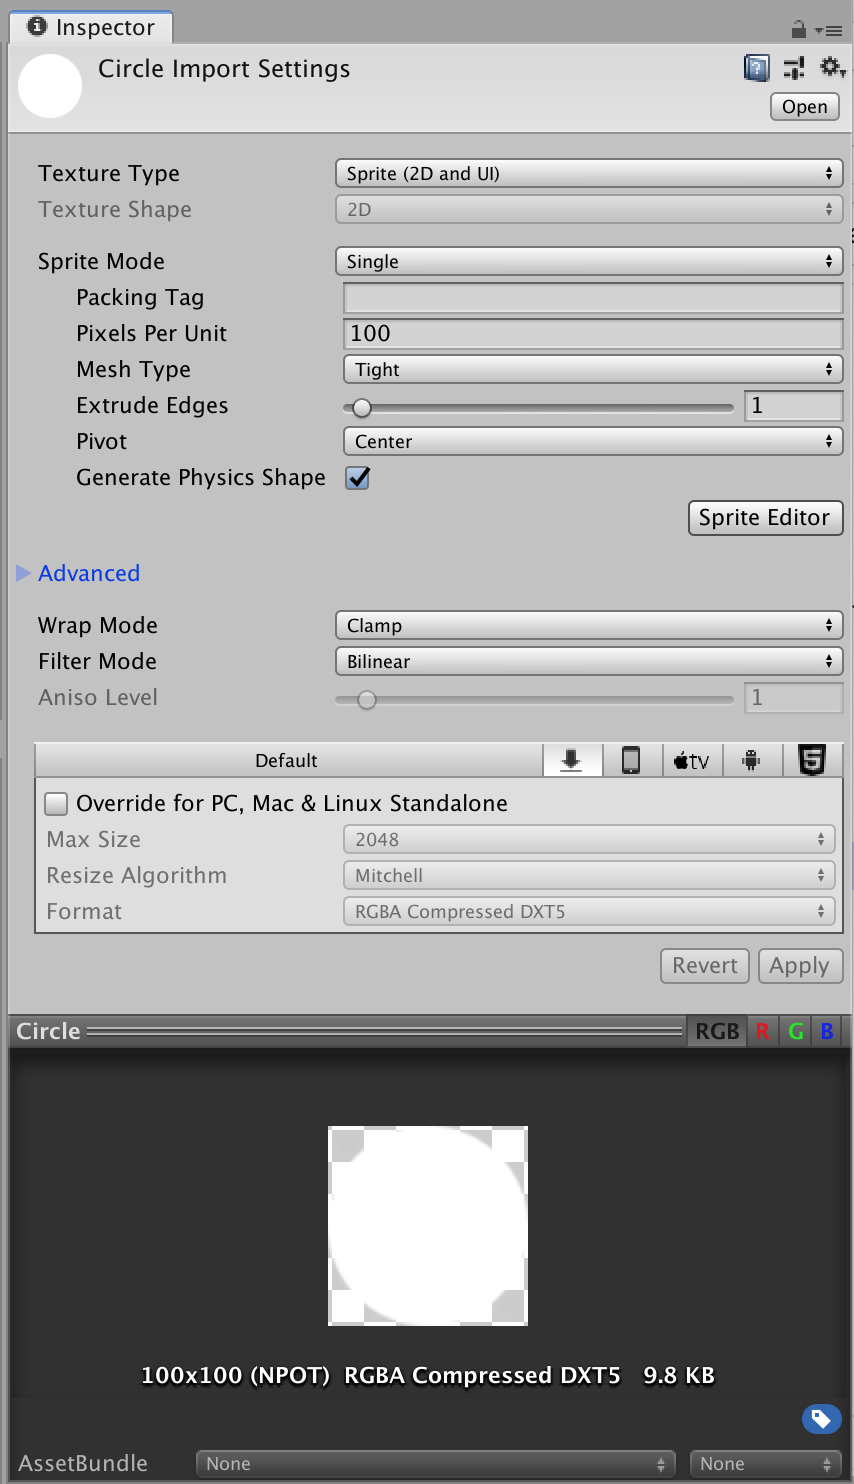 Inspector
Circle Import Settings
Open
Texture Type Sprite (2D and UI)
Texture Shape 2D
Sprite Mode Single
Packing Tag
Pixels Per Unit 100
Mesh Type Tight
Extrude Edges 1
Pivot Center
Generate Physics Shape
Sprite Editor
Advanced
Wrap Mode Clamp
Filter Mode Bilinear
Aniso Level 1
Default tv 5
Override for PC, Mac & Linux Standalone
Max Size 2048
Resize Algorithm Mitchell
Format RGBA Compressed DXT5
Revert Apply
Circle RGB R G B
100x100 (NPOT) RGBA Compressed DXT5 9.8 KB
AssetBundle None None